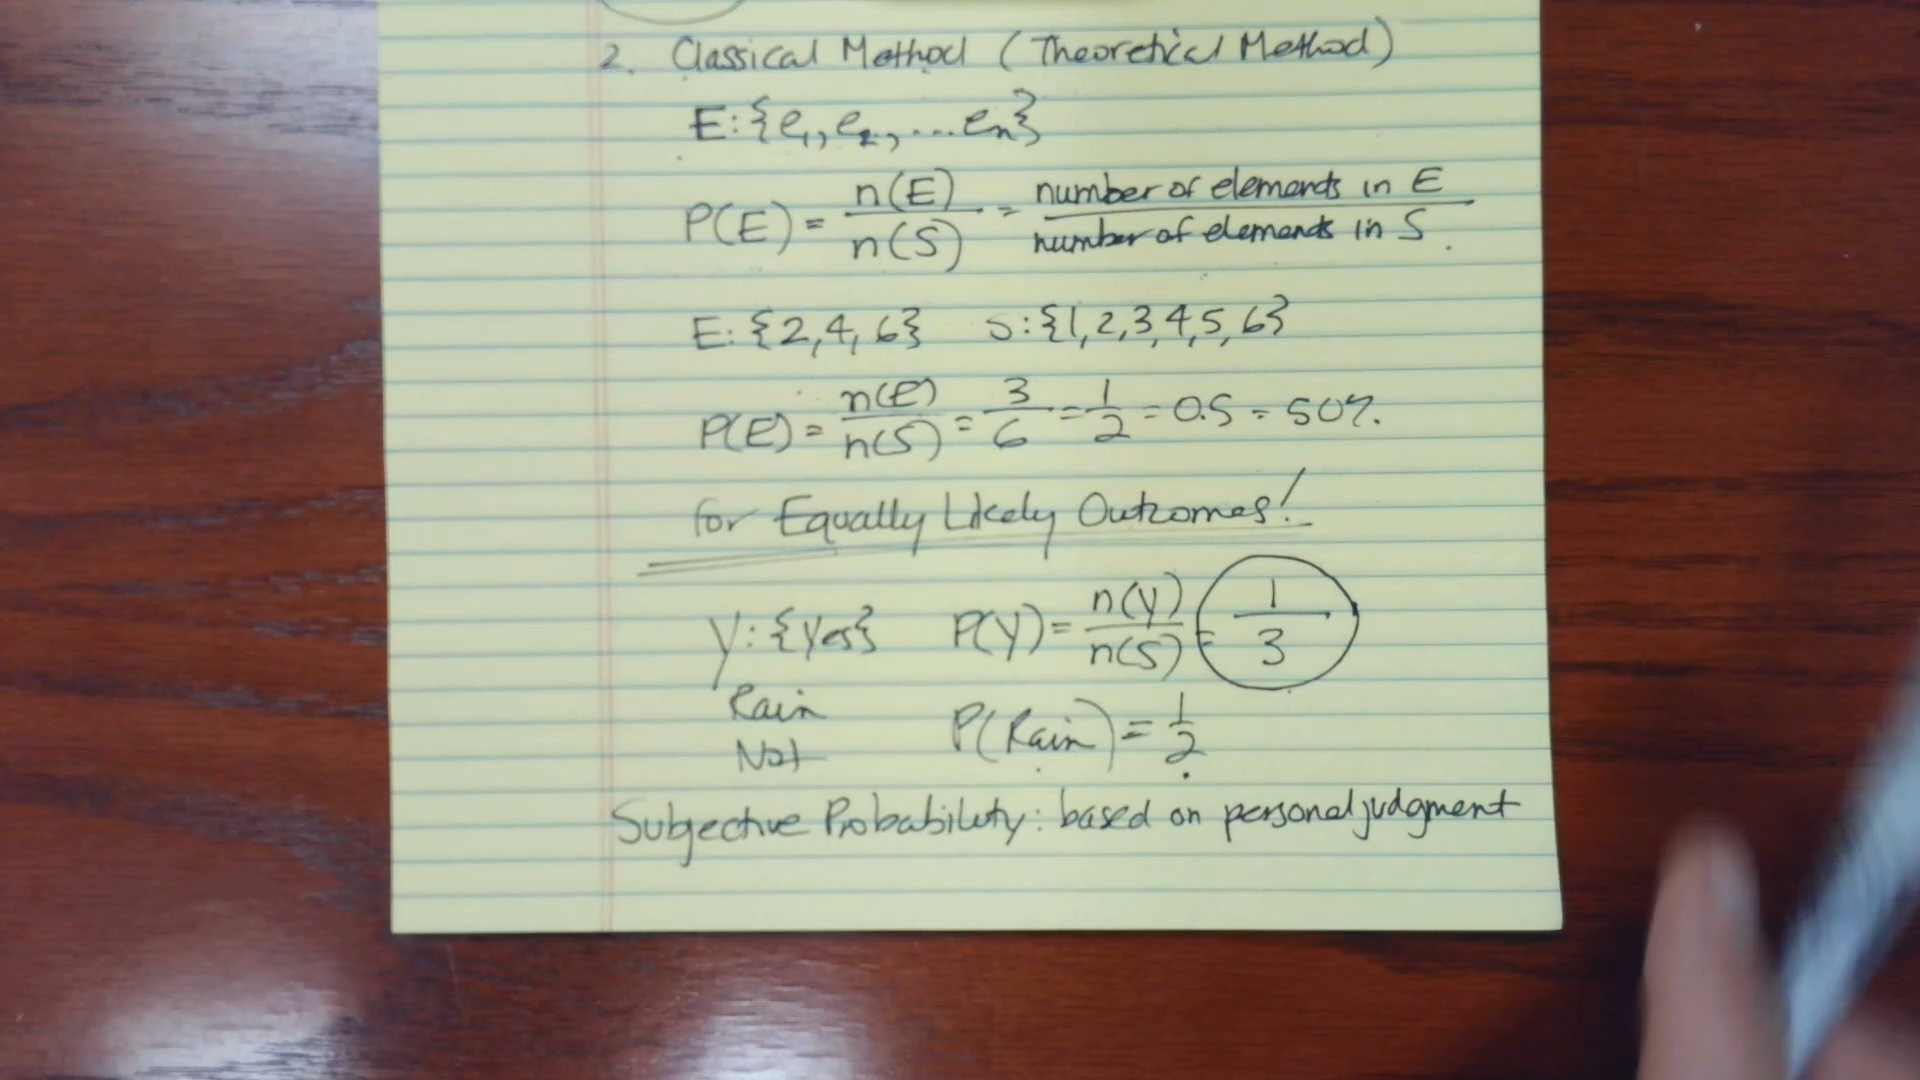 2. Classical Method (Theoretical Method)
E: {e₁, e₂, ... eₙ}
P(E) = n(E) / n(S) = number of elements in E / number of elements in S.
E: {2, 4, 6} S: {1, 2, 3, 4, 5, 6}
P(E) = n(E) / n(S) = 3/6 = 1/2 = 0.5 = 50%.
for Equally Likely Outcomes!
Y: {Yes} P(Y) = n(Y) / n(S) = 1/3
Rain P(Rain) = 1/2
Not
Subjective Probability: based on personal judgment